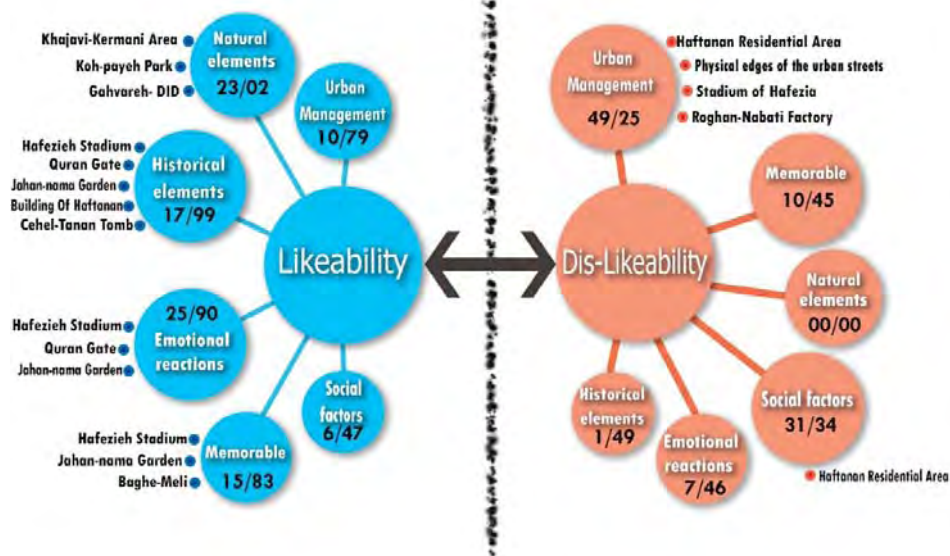 Khajavi-Kermani Area
Koh-payeh Park
Gahvareh- DID
Natural
elements
23/02
Urban
Management
10/79
Hafezieh Stadium
Quran Gate
Jahan-nama Garden
Building Of Haftanan
Cehel-Tanan Tomb
Historical
elements
17/99
Likeability
Hafezieh Stadium
Quran Gate
Jahan-nama Garden
25/90
Emotional
reactions
Social
factors
6/47
Hafezieh Stadium
Jahan-nama Garden
Baghe-Meli
Memorable
15/83
Urban
Management
49/25
Haftanan Residential Area
Physical edges of the urban streets
Stadium of Hafezia
Roghan-Nabati Factory
Memorable
10/45
Dis-Likeability
Natural
elements
00/00
Social factors
31/34
Haftanan Residential Area
Historical
elements
1/49
Emotional
reactions
7/46